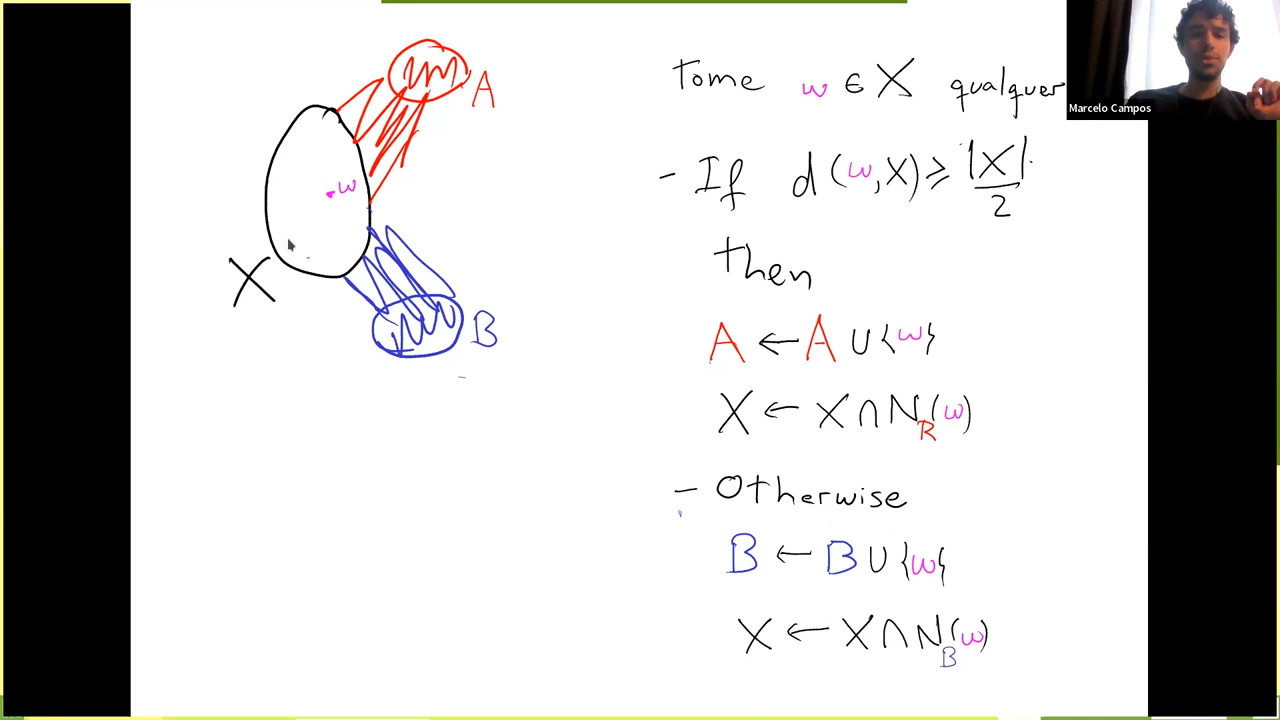 A
w
X
B
Tome w ∈ X qualquer
Marcelo Campos
- If d(w,X) ≥ |X|/2
then
A ← A ∪ {w}
X ← X ∩ N_R(w)
- Otherwise
B ← B ∪ {w}
X ← X ∩ N_B(w)